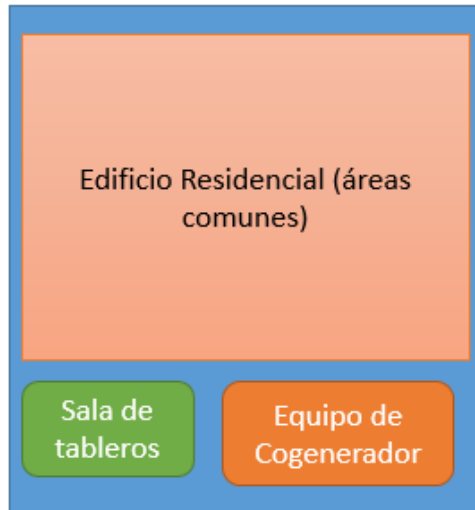 Edificio Residencial (áreas
comunes)
Sala de
tableros
Equipo de
Cogenerador